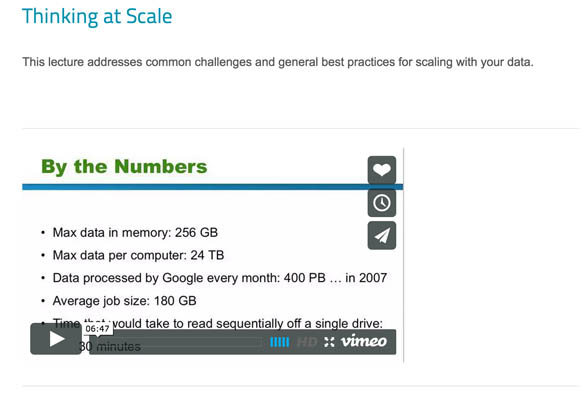 Thinking at Scale
This lecture addresses common challenges and general best practices for scaling with your data.
By the Numbers
• Max data in memory: 256 GB
• Max data per computer: 24 TB
• Data processed by Google every month: 400 PB … in 2007
• Average job size: 180 GB
• Time that would take to read sequentially off a single drive:
06:47
30 minutes
HD vimeo